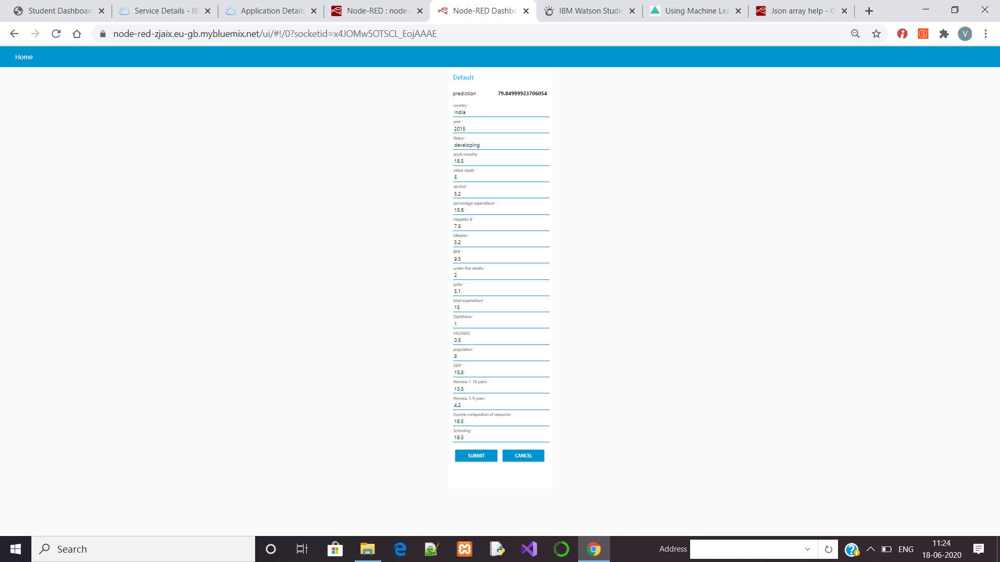 Student Dashboard
Service Details - IB
Application Details
Node-RED : node-
Node-RED Dashbo
IBM Watson Studio
Using Machine Lea
Json array help - G
node-red-zjaix.eu-gb.mybluemix.net/ui/#!/0?socketid=x4JOMw5OTSCL_EojAAAE
V
Home
Default
prediction 79.84999923706054
country *
India
year *
2015
Status *
developing
adult morality *
18.5
infant death *
5
alcohol *
5.2
percentage expenditure *
15.6
Hepatitis B *
7.5
Measles *
3.2
BMI *
9.5
under-five deaths *
2
polio *
5.1
total expenditure *
15
Diphtheria *
1
HIV/AIDS *
0.5
population *
8
GDP *
15.8
thinness 1-19 years *
13.5
thinness 5-9 years *
4.2
Income composition of resources *
18.5
Schooling *
19.5
SUBMIT CANCEL
Search
Address
ENG
11:24
18-06-2020